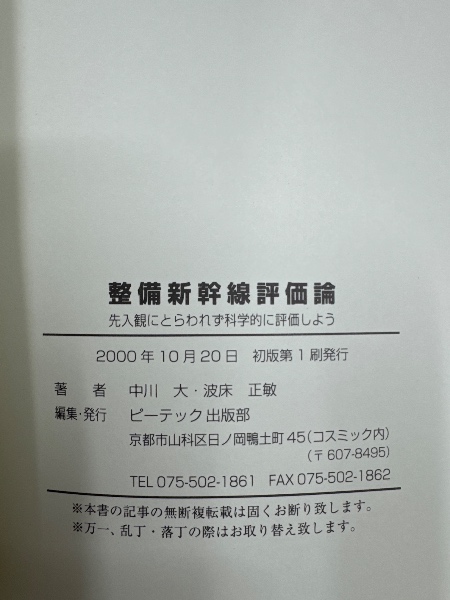 整備新幹線評価論
先入観にとらわれず科学的に評価しよう
2000年10月20日　初版第1刷発行
著　者　中川　大・波床　正敏
編集・発行　ピーテック出版部
京都市山科区日ノ岡鴨土町45(コスミック内)
(〒607-8495)
TEL 075-502-1861　FAX 075-502-1862
※本書の記事の無断複転載は固くお断り致します。
※万一、乱丁・落丁の際はお取り替え致します。